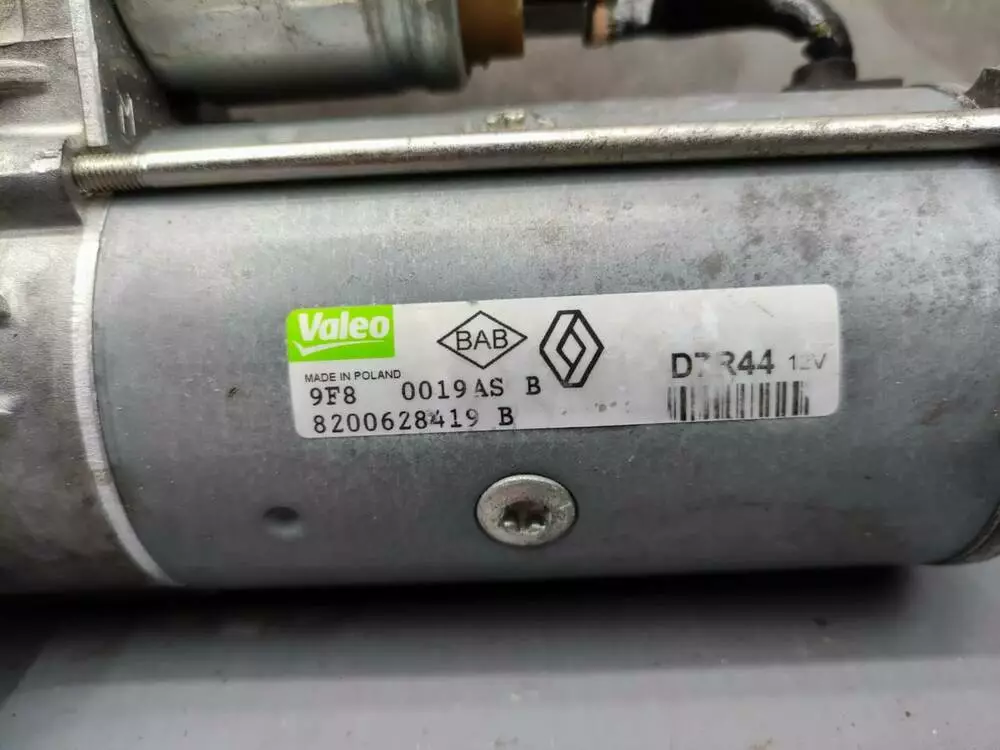 Valeo
BAB
MADE IN POLAND
9F8 0019AS B
8200628419 B
12V